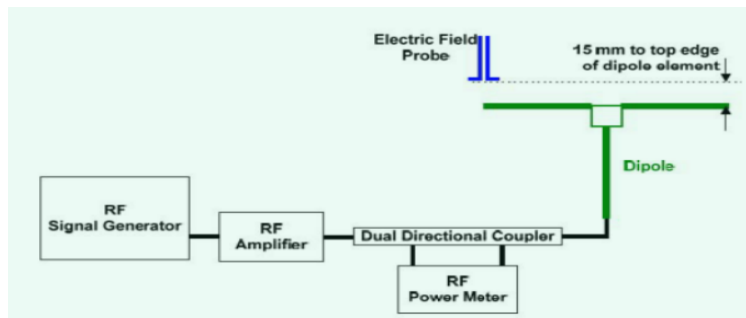 Electric Field
Probe
15 mm to top edge
of dipole element
Dipole
RF
Signal Generator
RF
Amplifier
Dual Directional Coupler
RF
Power Meter